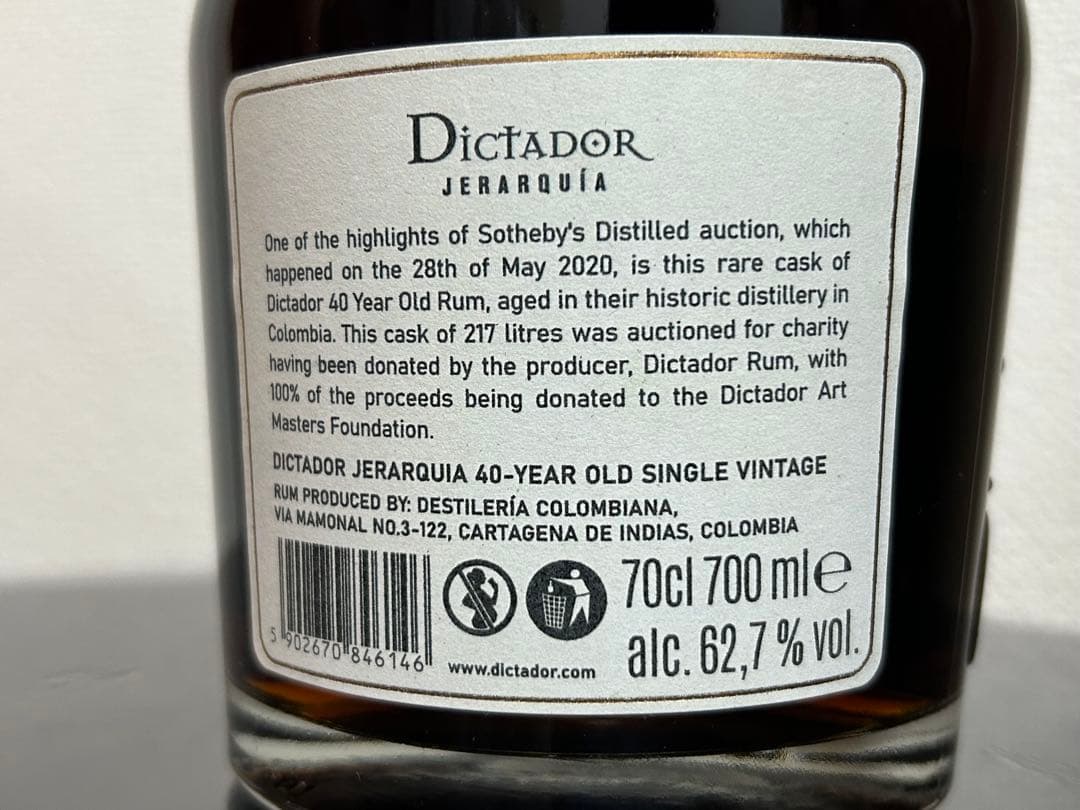 Dictador
JERARQUÍA
One of the highlights of Sotheby's Distilled auction, which
happened on the 28th of May 2020, is this rare cask of
Dictador 40 Year Old Rum, aged in their historic distillery in
Colombia. This cask of 217 litres was auctioned for charity
having been donated by the producer, Dictador Rum, with
100% of the proceeds being donated to the Dictador Art
Masters Foundation.
DICTADOR JERARQUIA 40-YEAR OLD SINGLE VINTAGE
RUM PRODUCED BY: DESTILERÍA COLOMBIANA,
VIA MAMONAL NO.3-122, CARTAGENA DE INDIAS, COLOMBIA
70cl 700 ml e
alc. 62,7 % vol.
5 902670 846146
www.dictador.com